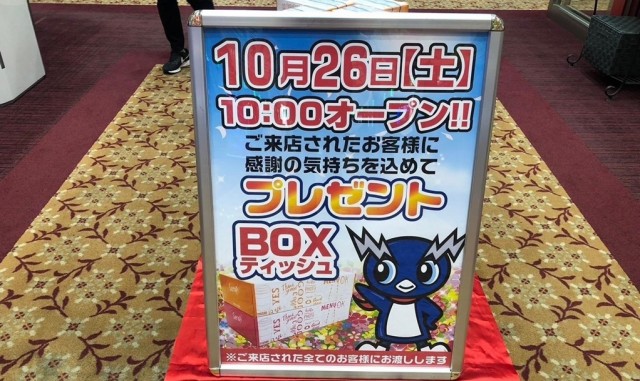 10月26日【土】
10:00オープン!!
ご来店されたお客様に
感謝の気持ちを込めて
プレゼント
BOX
ティッシュ
※ご来店された全てのお客様にお渡しします